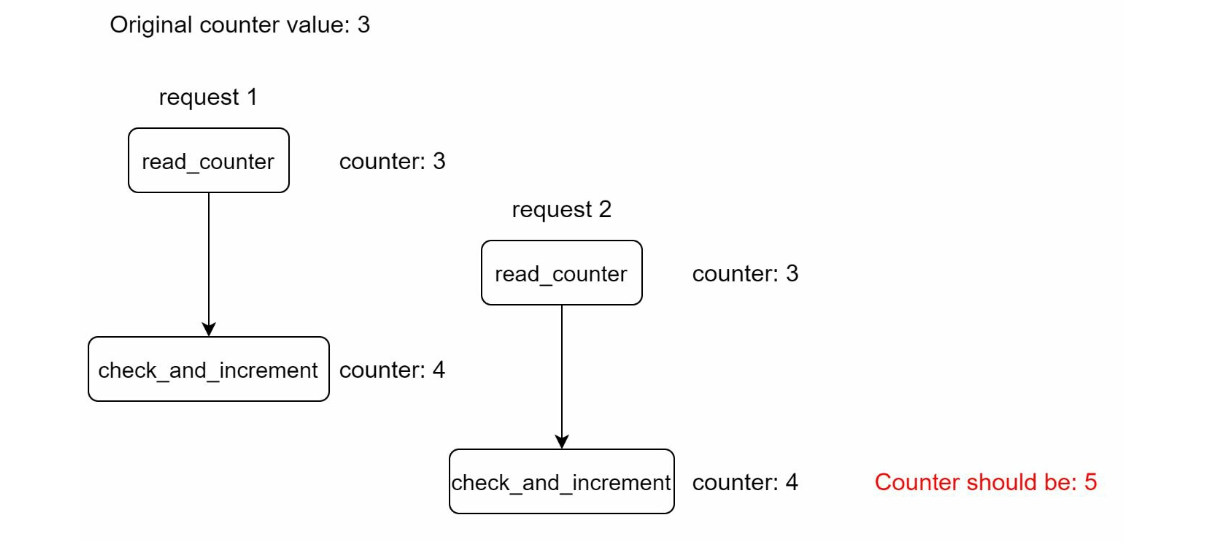 Original counter value: 3
request 1
read_counter
counter: 3
request 2
read_counter
counter: 3
check_and_increment
counter: 4
check_and_increment
counter: 4
Counter should be: 5